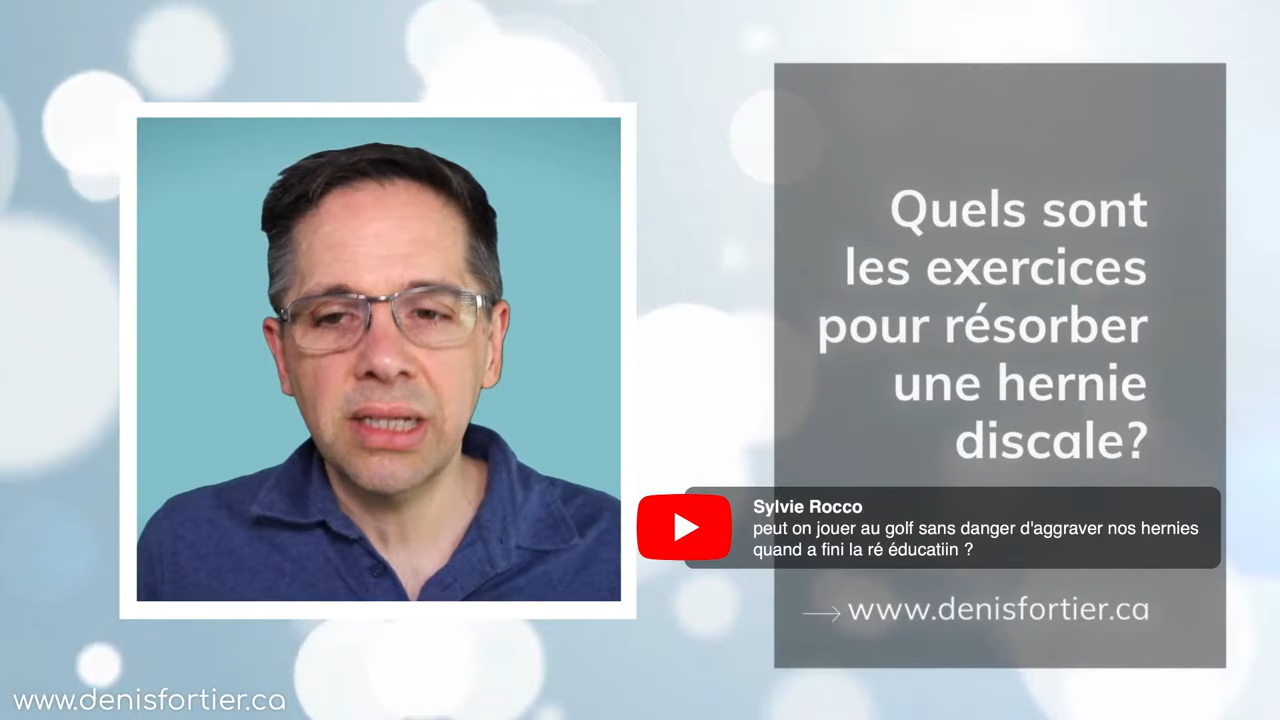 Quels sont
les exercices
pour résorber
une hernie
discale?
Sylvie Rocco
peut on jouer au golf sans danger d'aggraver nos hernies
quand a fini la ré éducatiin ?
www.denisfortier.ca
www.denisfortier.ca